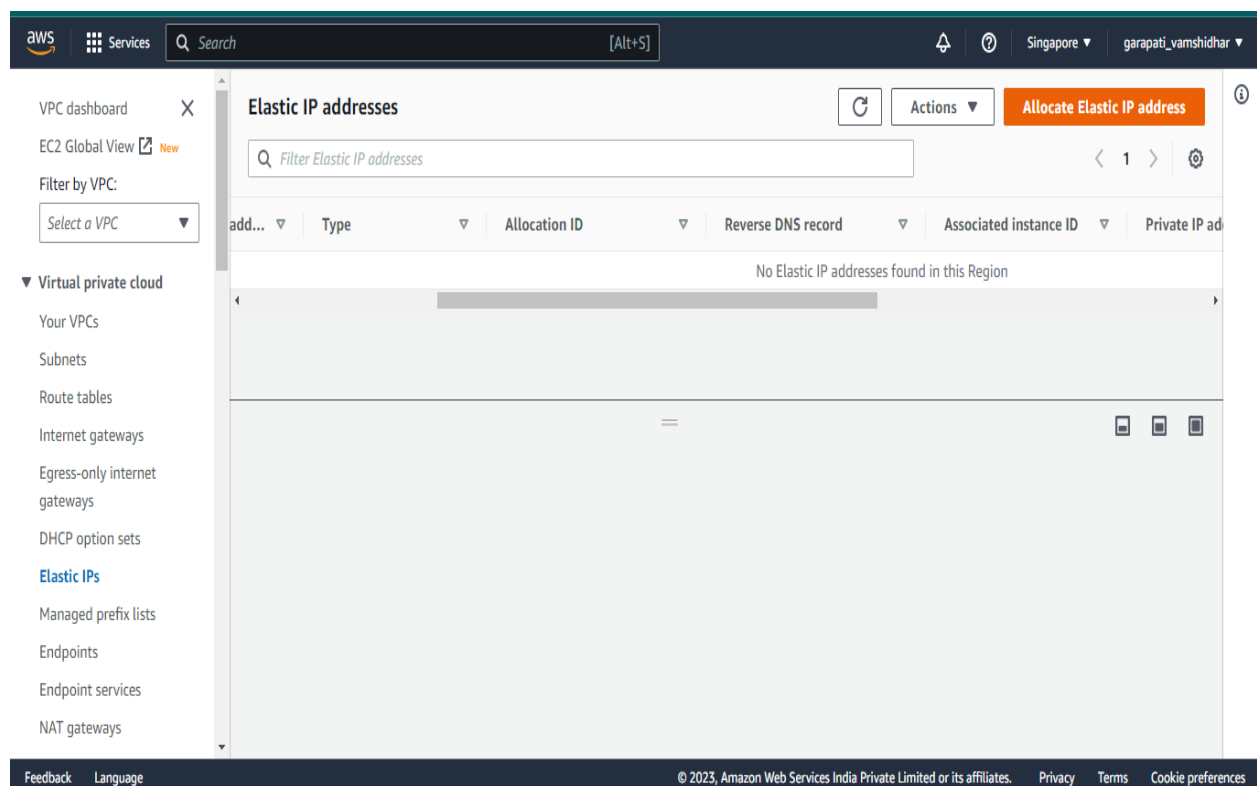 aws Services Search [Alt+S] Singapore garapati_vamshidhar
VPC dashboard
EC2 Global View New
Filter by VPC:
Select a VPC
Virtual private cloud
Your VPCs
Subnets
Route tables
Internet gateways
Egress-only internet
gateways
DHCP option sets
Elastic IPs
Managed prefix lists
Endpoints
Endpoint services
NAT gateways
Elastic IP addresses Actions Allocate Elastic IP address
Filter Elastic IP addresses 1
add... Type Allocation ID Reverse DNS record Associated instance ID Private IP ad
No Elastic IP addresses found in this Region
Feedback Language © 2023, Amazon Web Services India Private Limited or its affiliates. Privacy Terms Cookie preferences